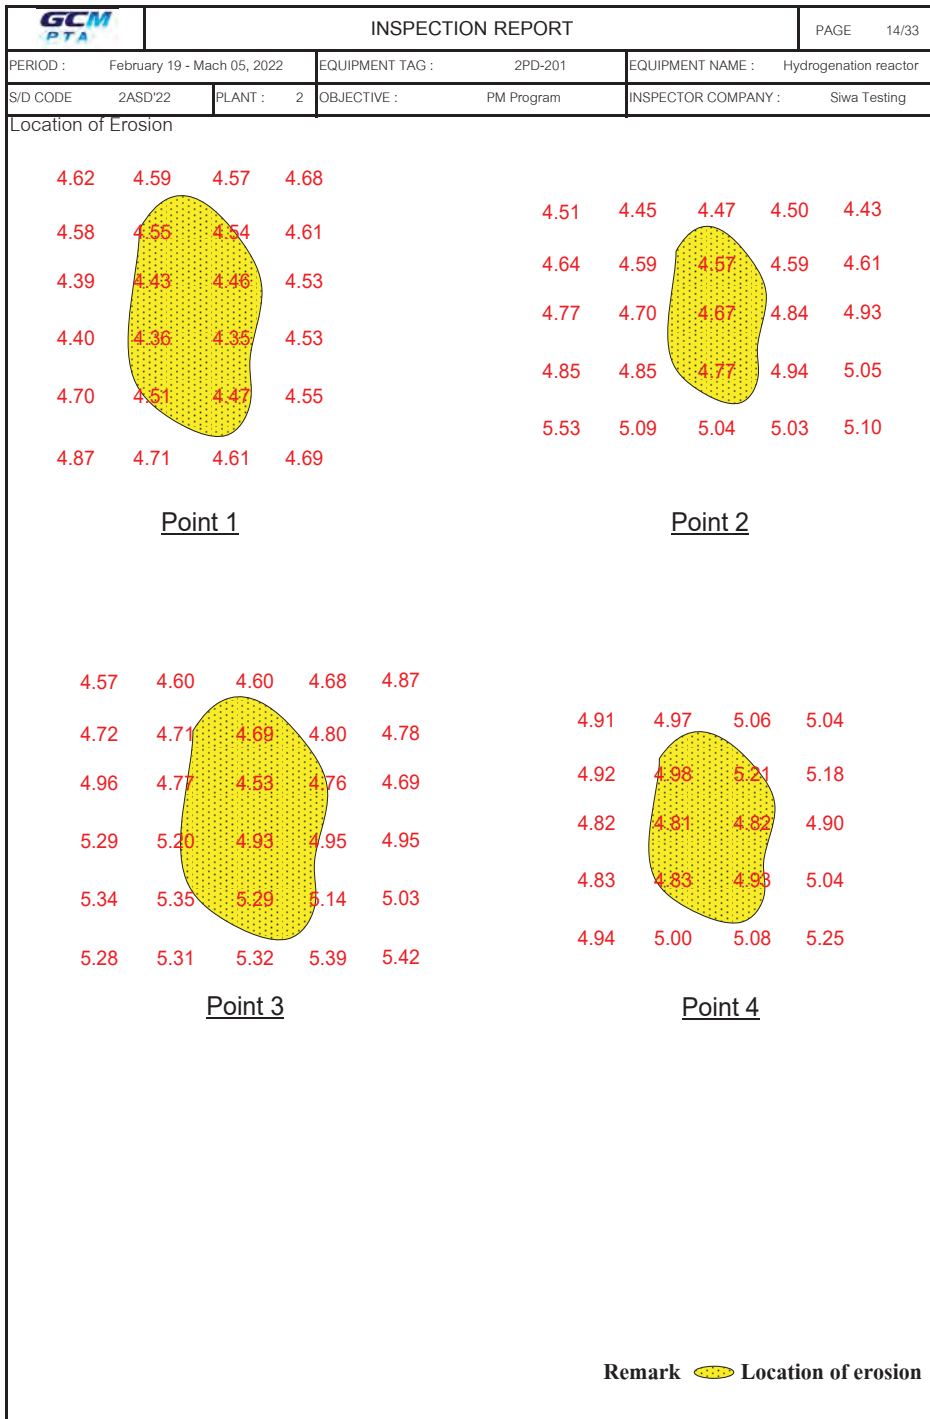 GCM
PTA
INSPECTION REPORT
PAGE 14/33
PERIOD : February 19 - Mach 05, 2022 EQUIPMENT TAG : 2PD-201 EQUIPMENT NAME : Hydrogenation reactor
S/D CODE 2ASD'22 PLANT : 2 OBJECTIVE : PM Program INSPECTOR COMPANY : Siwa Testing
Location of Erosion
4.62 4.59 4.57 4.68
4.58 4.55 4.54 4.61
4.39 4.43 4.46 4.53
4.40 4.36 4.35 4.53
4.70 4.51 4.47 4.55
4.87 4.71 4.61 4.69
Point 1
4.51 4.45 4.47 4.50 4.43
4.64 4.59 4.57 4.59 4.61
4.77 4.70 4.67 4.84 4.93
4.85 4.85 4.77 4.94 5.05
5.53 5.09 5.04 5.03 5.10
Point 2
4.57 4.60 4.60 4.68 4.87
4.72 4.71 4.69 4.80 4.78
4.96 4.77 4.53 4.76 4.69
5.29 5.20 4.93 4.95 4.95
5.34 5.35 5.29 5.14 5.03
5.28 5.31 5.32 5.39 5.42
Point 3
4.91 4.97 5.06 5.04
4.92 4.98 5.21 5.18
4.82 4.81 4.82 4.90
4.83 4.83 4.93 5.04
4.94 5.00 5.08 5.25
Point 4
Remark Location of erosion